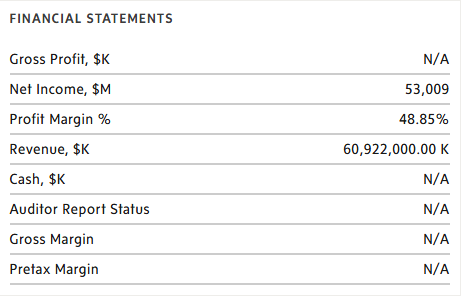 FINANCIAL STATEMENTS
Gross Profit, $K N/A
Net Income, $M 53,009
Profit Margin % 48.85%
Revenue, $K 60,922,000.00 K
Cash, $K N/A
Auditor Report Status N/A
Gross Margin N/A
Pretax Margin N/A